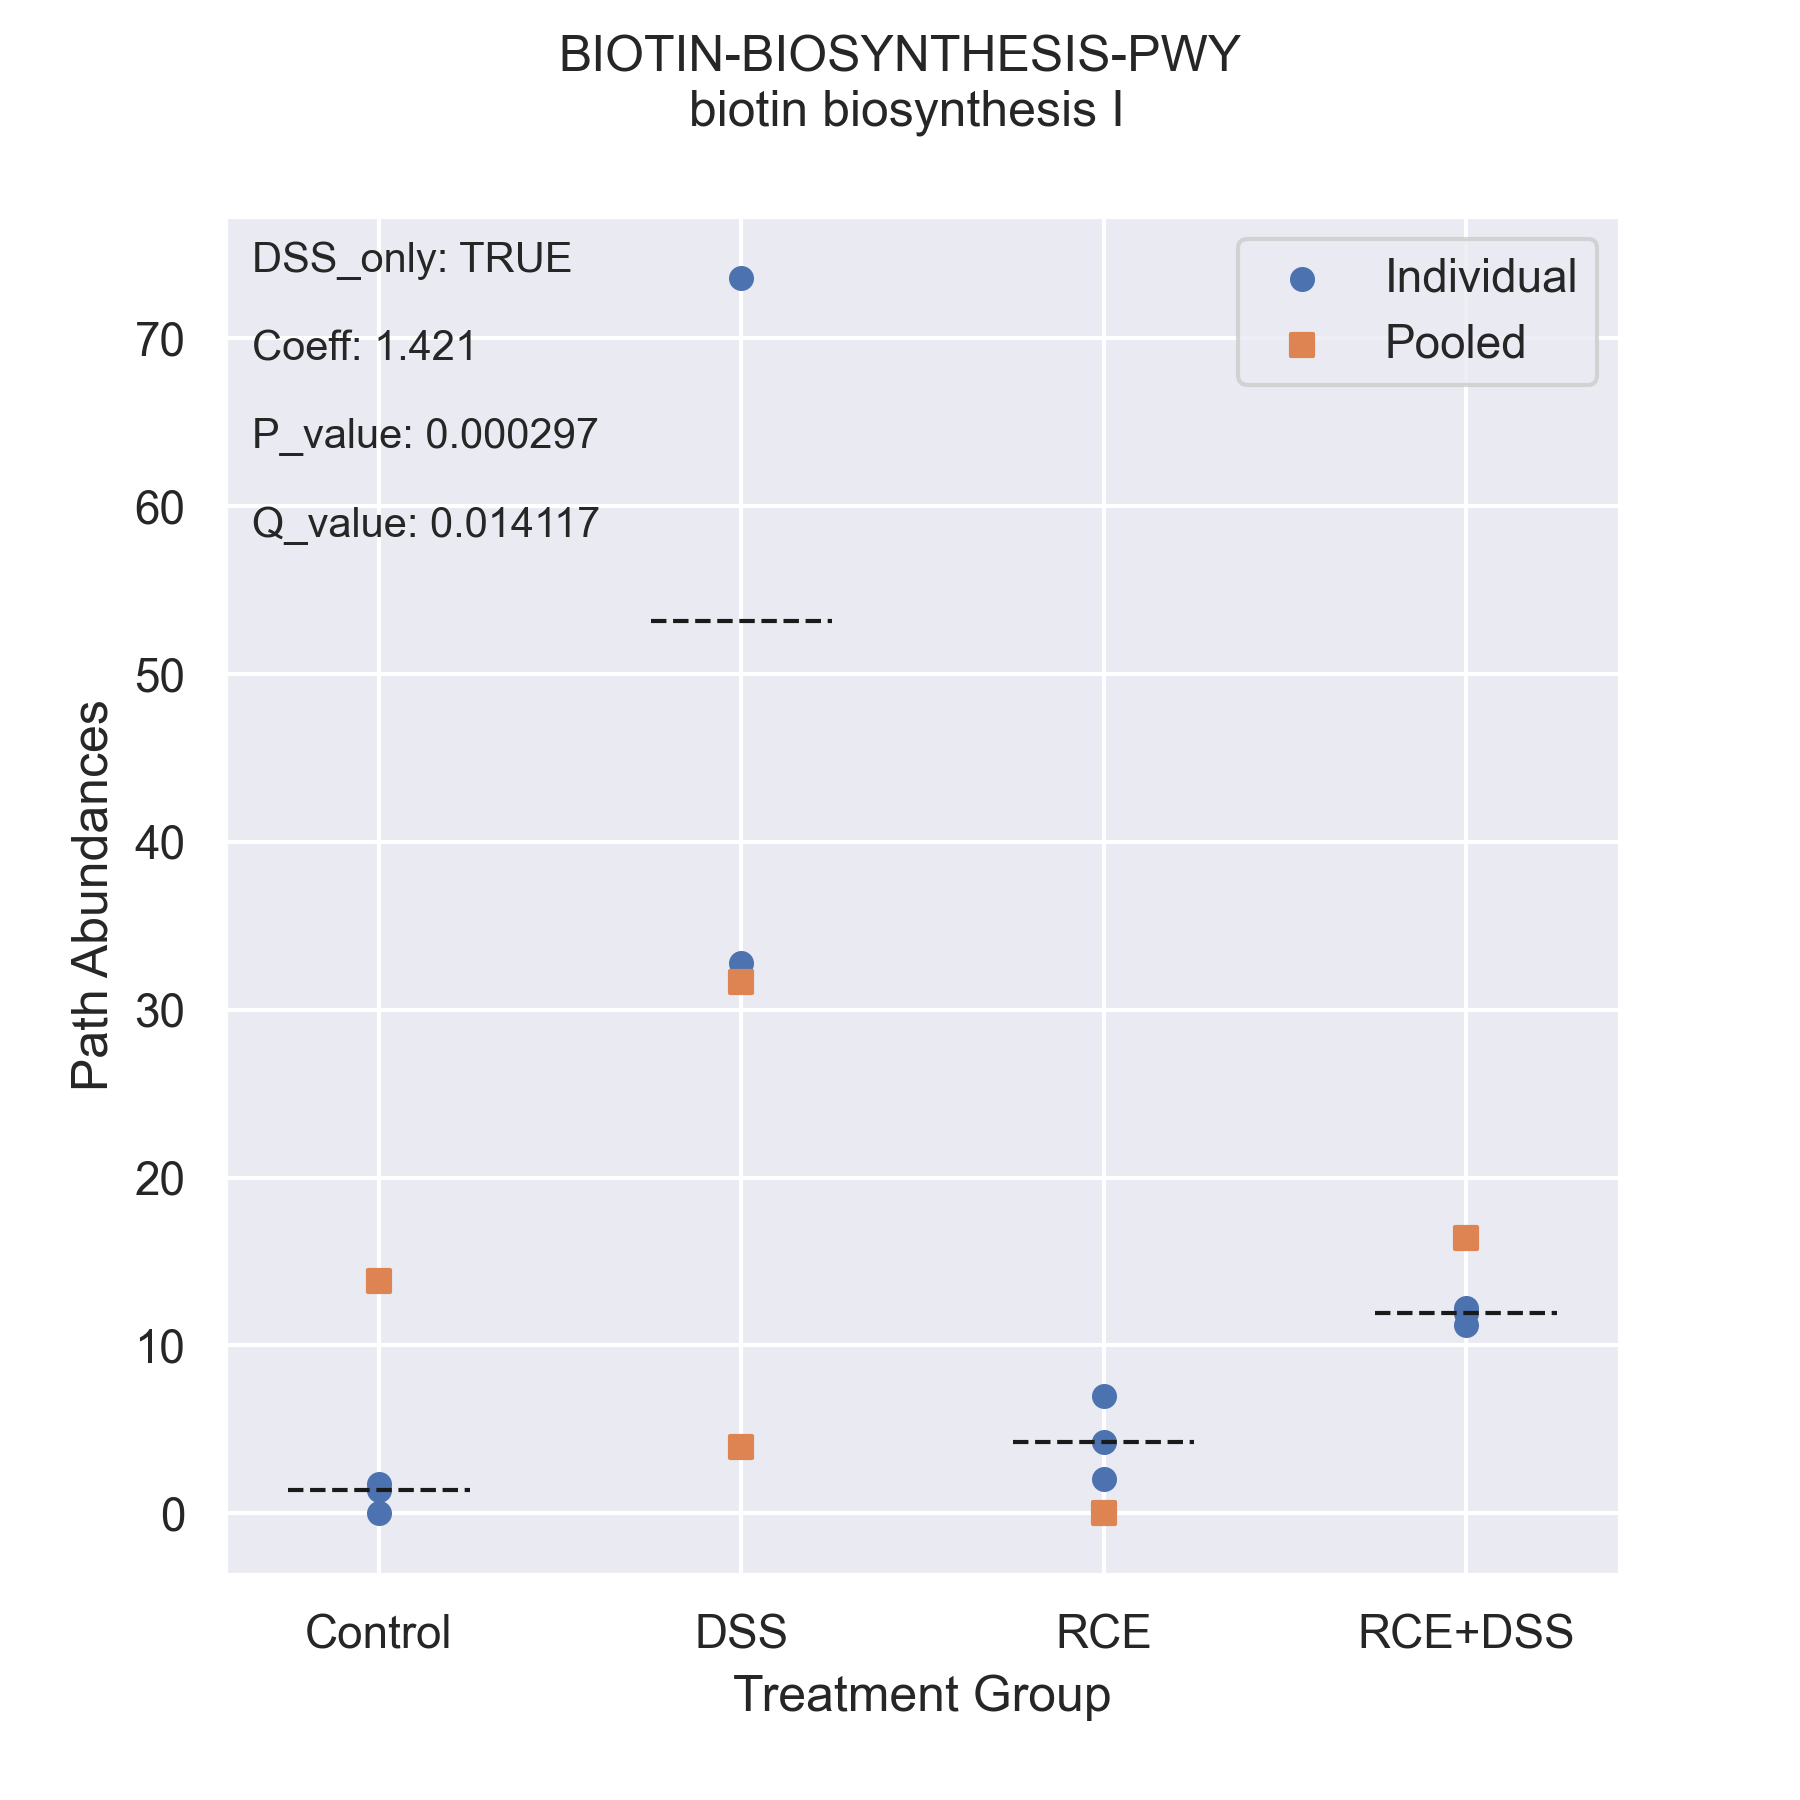 BIOTIN-BIOSYNTHESIS-PWY
biotin biosynthesis I
DSS_only: TRUE
Coeff: 1.421
P_value: 0.000297
Q_value: 0.014117
Individual
Pooled
Path Abundances
70
60
50
40
30
20
10
0
Control
DSS
RCE
RCE+DSS
Treatment Group